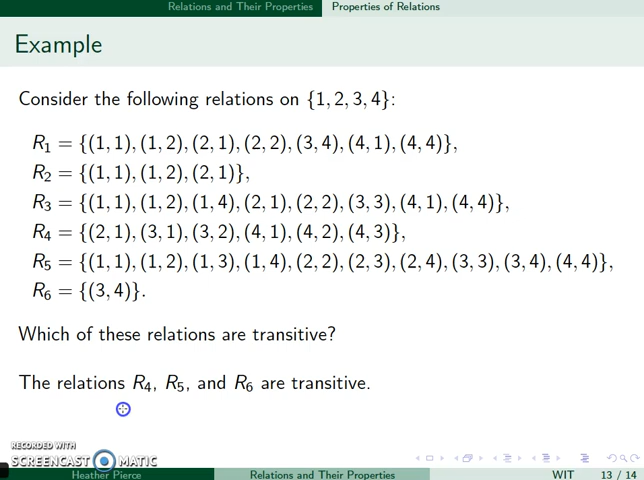 Relations and Their Properties Properties of Relations
Example
Consider the following relations on {1, 2, 3, 4}:
R₁ = {(1, 1), (1, 2), (2, 1), (2, 2), (3, 4), (4, 1), (4, 4)},
R₂ = {(1, 1), (1, 2), (2, 1)},
R₃ = {(1, 1), (1, 2), (1, 4), (2, 1), (2, 2), (3, 3), (4, 1), (4, 4)},
R₄ = {(2, 1), (3, 1), (3, 2), (4, 1), (4, 2), (4, 3)},
R₅ = {(1, 1), (1, 2), (1, 3), (1, 4), (2, 2), (2, 3), (2, 4), (3, 3), (3, 4), (4, 4)},
R₆ = {(3, 4)}.
Which of these relations are transitive?
The relations R₄, R₅, and R₆ are transitive.
RECORDED WITH
SCREENCAST MATIC
Heather Pierce Relations and Their Properties WIT 13 / 14